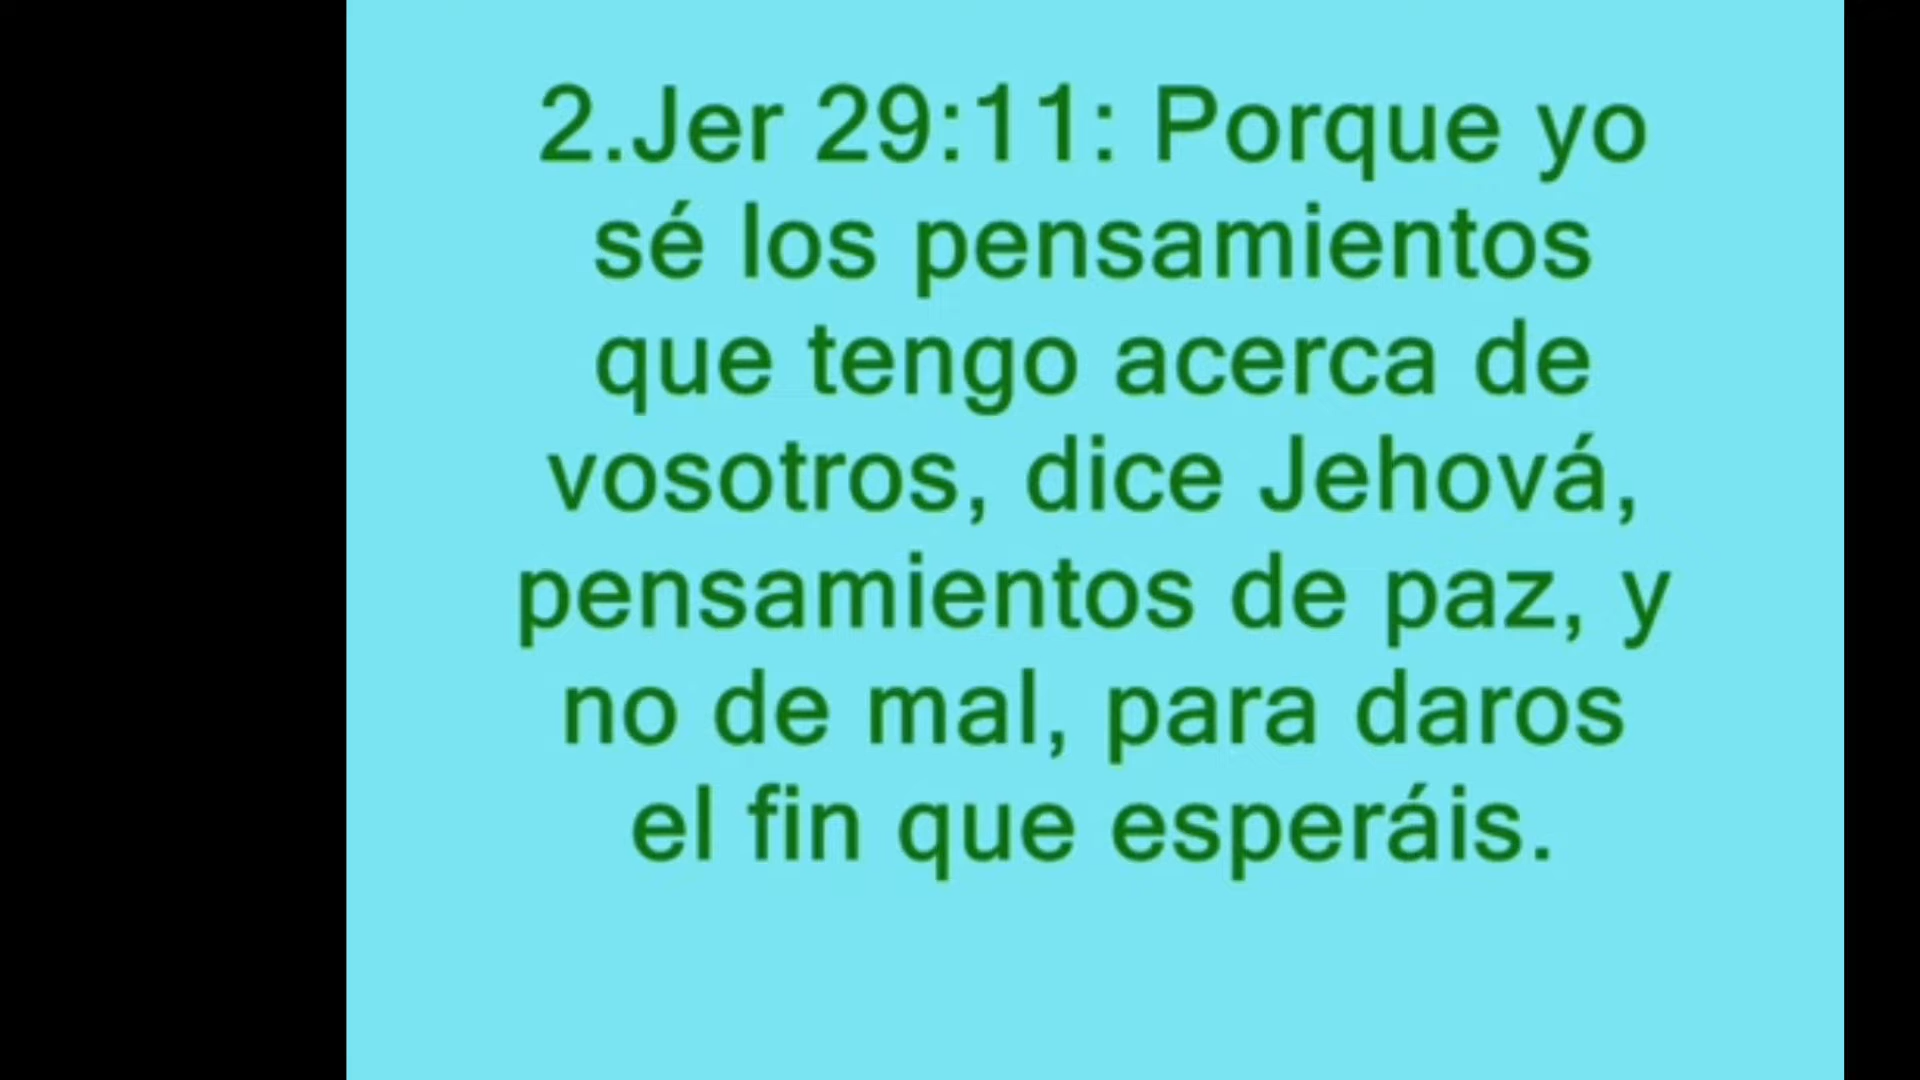 2.Jer 29:11: Porque yo
sé los pensamientos
que tengo acerca de
vosotros, dice Jehová,
pensamientos de paz, y
no de mal, para daros
el fin que esperáis.